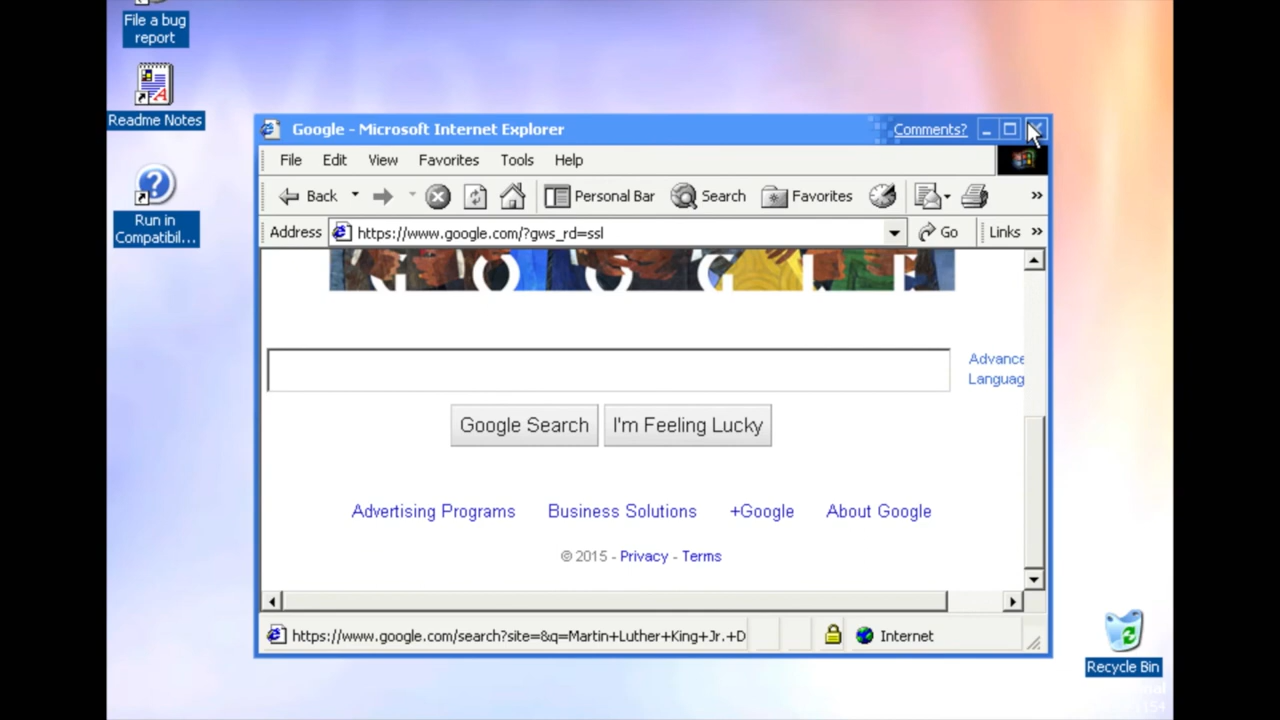 File a bug
report
Readme Notes
Run in
Compatibil...
Google - Microsoft Internet Explorer
Comments?
File Edit View Favorites Tools Help
Back Personal Bar Search Favorites »
Address https://www.google.com/?gws_rd=ssl Go Links »
GOOGLE
Advance
Languag
Google Search I'm Feeling Lucky
Advertising Programs Business Solutions +Google About Google
© 2015 - Privacy - Terms
https://www.google.com/search?site=&q=Martin+Luther+King+Jr.+D Internet
Recycle Bin